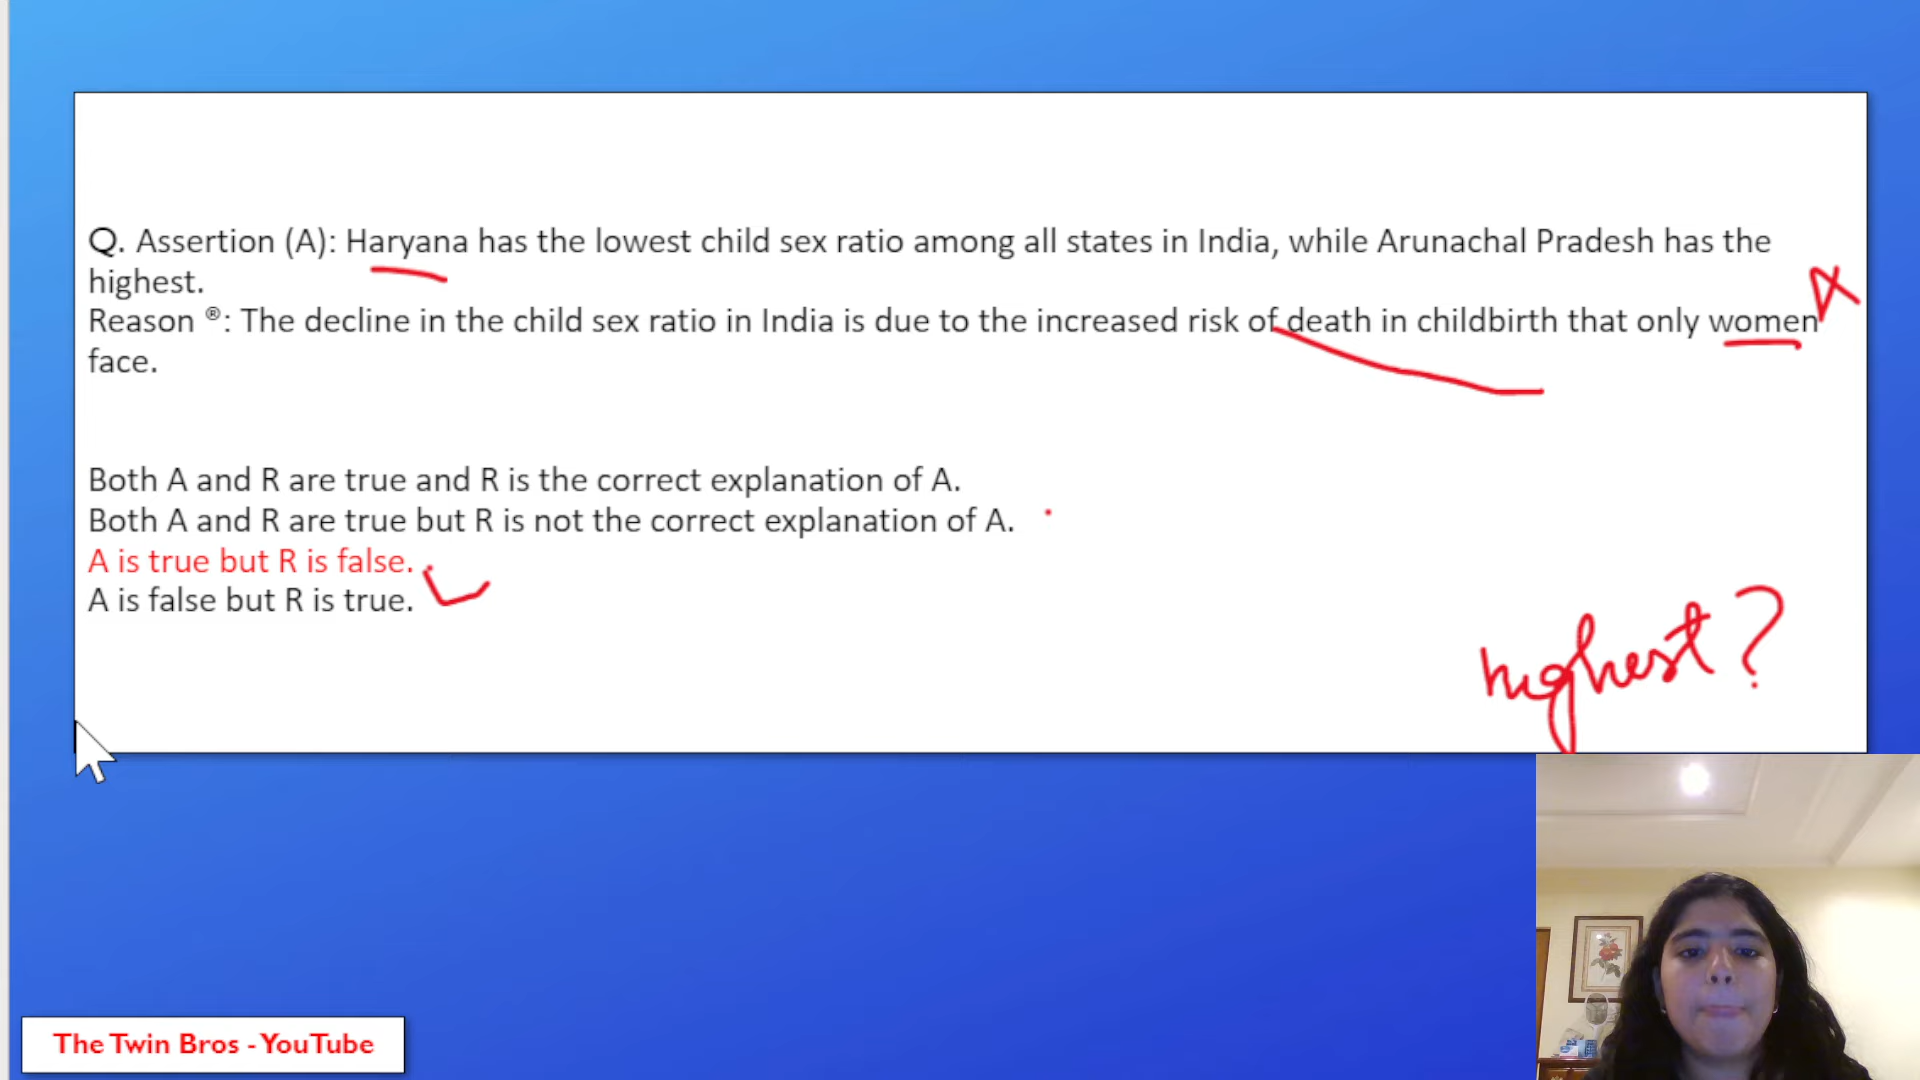 Q. Assertion (A): Haryana has the lowest child sex ratio among all states in India, while Arunachal Pradesh has the
highest.
Reason ®: The decline in the child sex ratio in India is due to the increased risk of death in childbirth that only women
face.
Both A and R are true and R is the correct explanation of A.
Both A and R are true but R is not the correct explanation of A.
A is true but R is false.
A is false but R is true.
highest?
The Twin Bros - YouTube